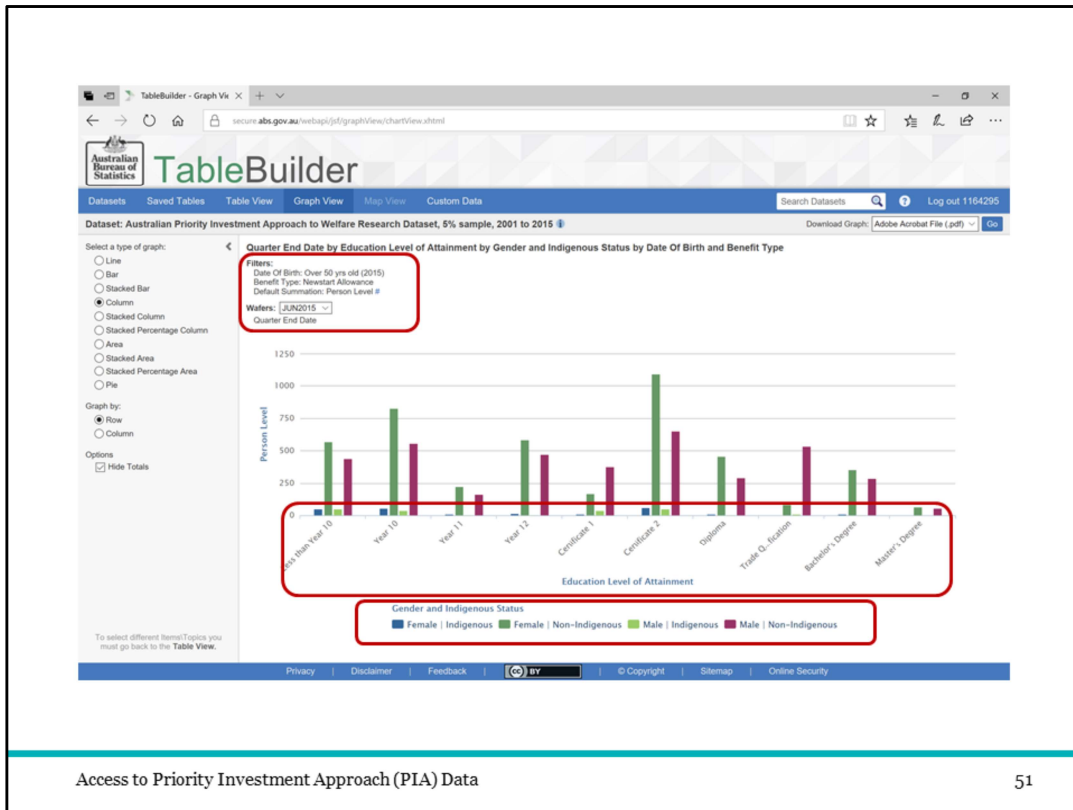 TableBuilder - Graph Vie
secure.abs.gov.au/webapi/jsf/graphView/chartView.xhtml
Australian
Bureau of
Statistics
TableBuilder
Datasets Saved Tables Table View Graph View Map View Custom Data Search Datasets Log out 1164295
Dataset: Australian Priority Investment Approach to Welfare Research Dataset, 5% sample, 2001 to 2015 Download Graph: Adobe Acrobat File (.pdf) Go
Select a type of graph:
Line
Bar
Stacked Bar
Column
Stacked Column
Stacked Percentage Column
Area
Stacked Area
Stacked Percentage Area
Pie
Graph by:
Row
Column
Options
Hide Totals
To select different Items\Topics you
must go back to the Table View.
Quarter End Date by Education Level of Attainment by Gender and Indigenous Status by Date Of Birth and Benefit Type
Filters:
Date Of Birth: Over 50 yrs old (2015)
Benefit Type: Newstart Allowance
Default Summation: Person Level #
Wafers: JUN2015
Quarter End Date
1250
1000
750
500
250
0
Person Level
Less than Year 10
Year 10
Year 11
Year 12
Cerificate 1
Cerificate 2
Diploma
Trade Q...fication
Bachelor's Degree
Master's Degree
Education Level of Attainment
Gender and Indigenous Status
Female | Indigenous Female | Non-Indigenous Male | Indigenous Male | Non-Indigenous
Privacy | Disclaimer | Feedback | (cc) BY | © Copyright | Sitemap | Online Security
Access to Priority Investment Approach (PIA) Data 51